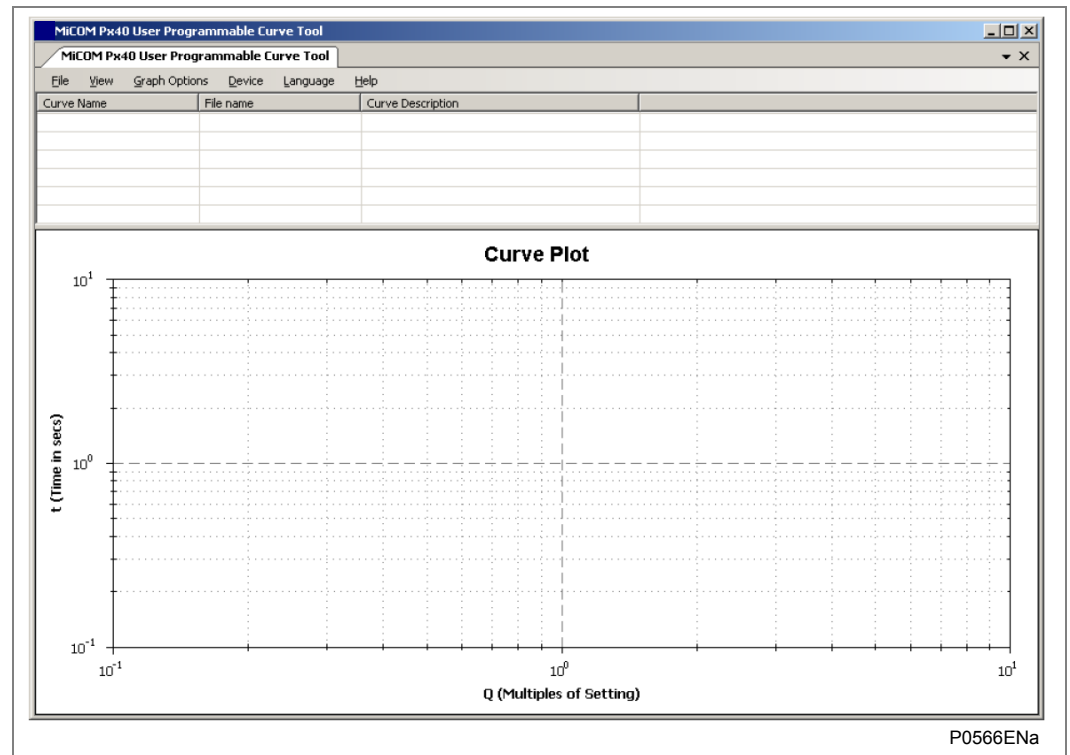 MiCOM Px40 User Programmable Curve Tool
MiCOM Px40 User Programmable Curve Tool
File View Graph Options Device Language Help
Curve Name File name Curve Description
Curve Plot
10¹
t (Time in secs)
10⁰
10⁻¹
10⁻¹ 10⁰ 10¹
Q (Multiples of Setting)
P0566ENa